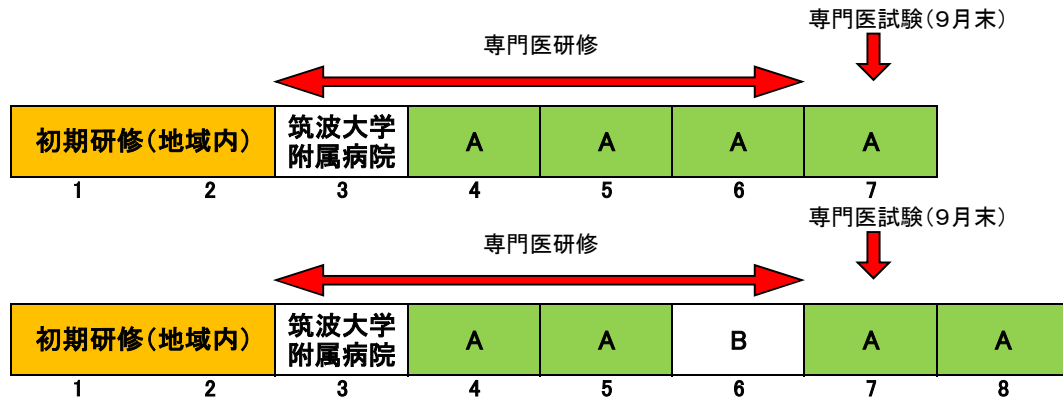 専門医試験(9月末)
専門医研修
初期研修(地域内) 筑波大学附属病院 A A A A
1 2 3 4 5 6 7
専門医試験(9月末)
専門医研修
初期研修(地域内) 筑波大学附属病院 A A B A A
1 2 3 4 5 6 7 8